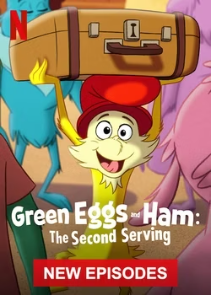 N
Green Eggs and Ham:
The Second Serving
NEW EPISODES